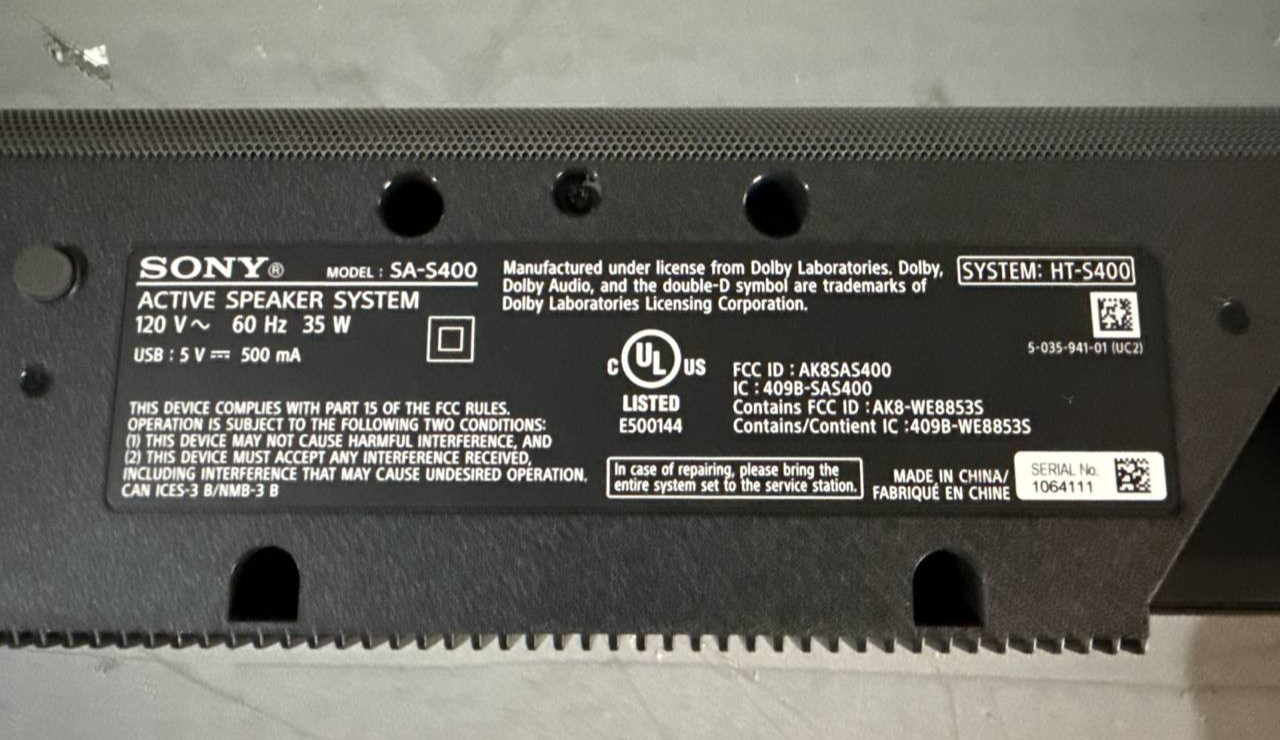 SONY® MODEL : SA-S400
ACTIVE SPEAKER SYSTEM
120 V~ 60 Hz 35 W
USB : 5 V⎓ 500 mA
THIS DEVICE COMPLIES WITH PART 15 OF THE FCC RULES.
OPERATION IS SUBJECT TO THE FOLLOWING TWO CONDITIONS:
(1) THIS DEVICE MAY NOT CAUSE HARMFUL INTERFERENCE, AND
(2) THIS DEVICE MUST ACCEPT ANY INTERFERENCE RECEIVED,
INCLUDING INTERFERENCE THAT MAY CAUSE UNDESIRED OPERATION.
CAN ICES-3 B/NMB-3 B
Manufactured under license from Dolby Laboratories. Dolby,
Dolby Audio, and the double-D symbol are trademarks of
Dolby Laboratories Licensing Corporation.
SYSTEM: HT-S400
5-035-941-01 (UC2)
C UL US
LISTED
E500144
FCC ID : AK8SAS400
IC : 409B-SAS400
Contains FCC ID : AK8-WE8853S
Contains/Contient IC :409B-WE8853S
In case of repairing, please bring the
entire system set to the service station.
MADE IN CHINA/
FABRIQUÉ EN CHINE
SERIAL No.
1064111